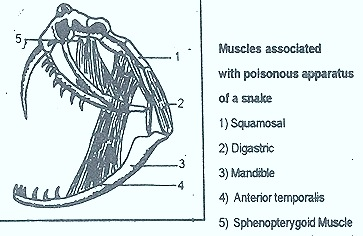 5
1
2
3
4
Muscles associated
with poisonous apparatus
of a snake
1) Squamosal
2) Digastric
3) Mandible
4) Anterior temporalis
5) Sphenopterygoid Muscle